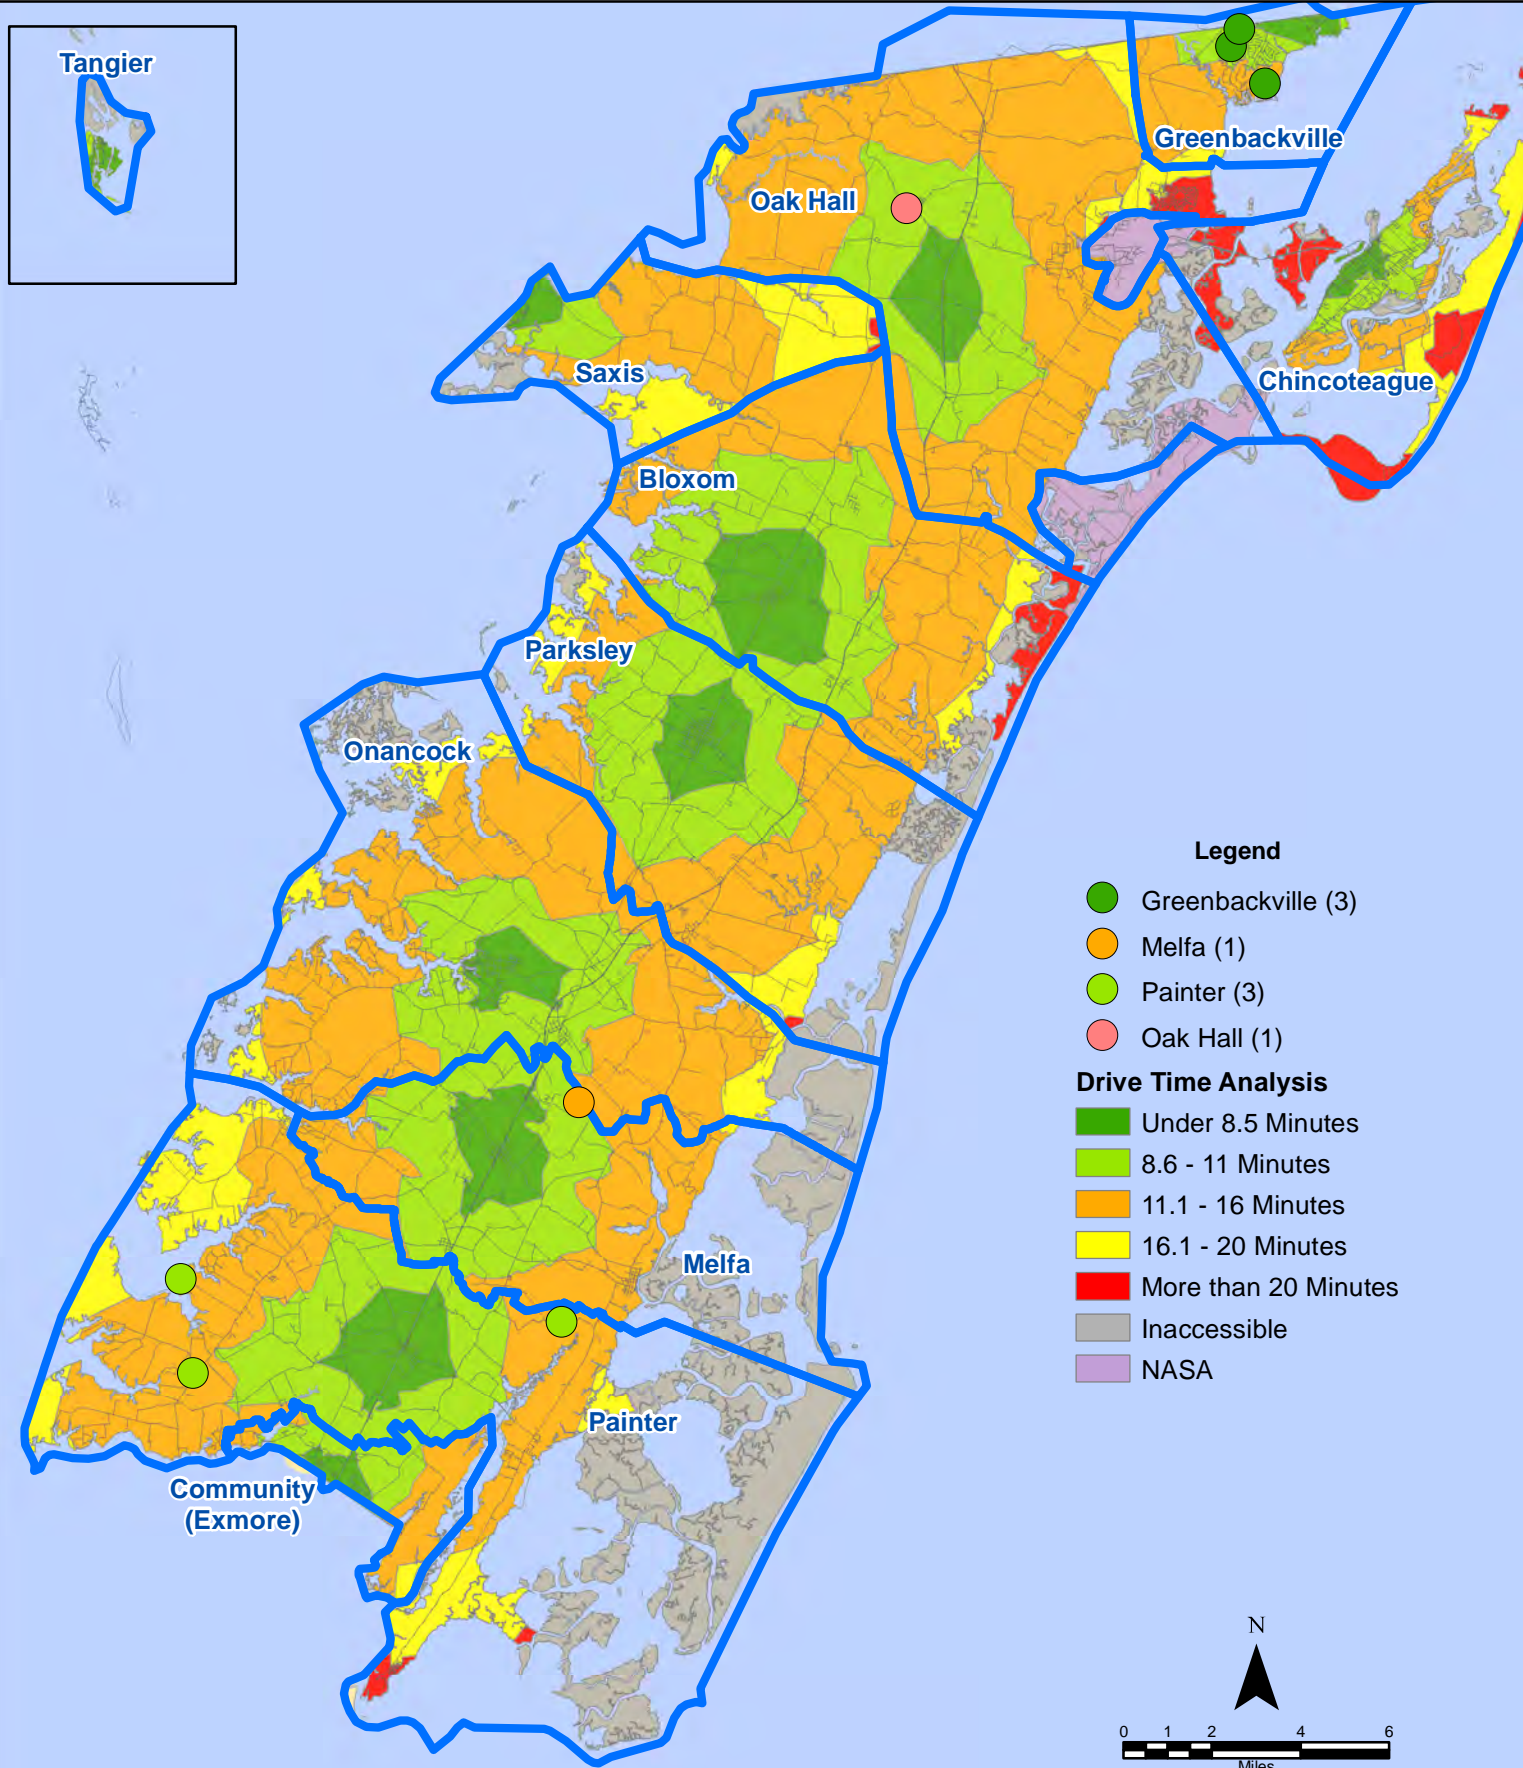 Tangier
Greenbackville
Oak Hall
Saxis
Chincoteague
Bloxom
Parksley
Onancock
Melfa
Painter
Community
(Exmore)
Legend
Greenbackville (3)
Melfa (1)
Painter (3)
Oak Hall (1)
Drive Time Analysis
Under 8.5 Minutes
8.6 - 11 Minutes
11.1 - 16 Minutes
16.1 - 20 Minutes
More than 20 Minutes
Inaccessible
NASA
N
0 1 2 4 6
Miles